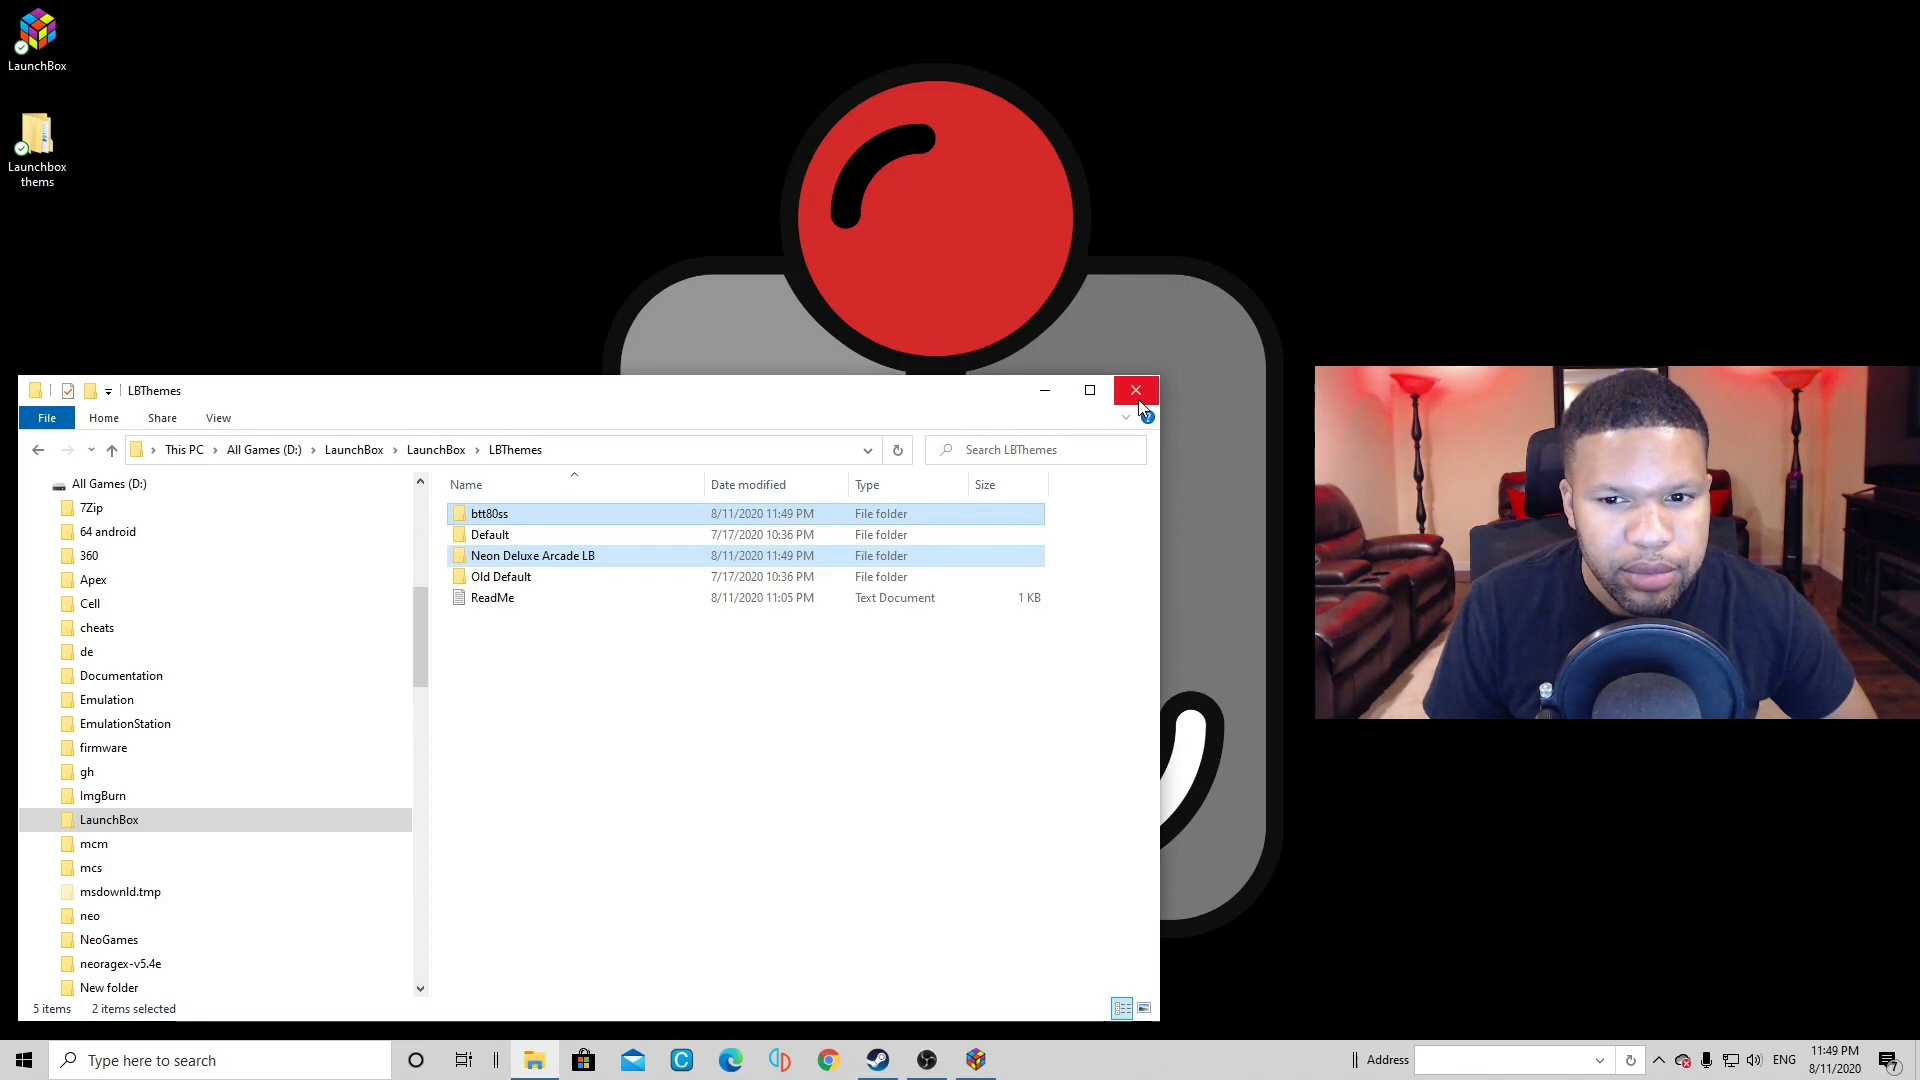 LaunchBox
Launchbox
thems
LBThemes
File Home Share View
This PC All Games (D:) LaunchBox LaunchBox LBThemes
Search LBThemes
All Games (D:)
7Zip
64 android
360
Apex
Cell
cheats
de
Documentation
Emulation
EmulationStation
firmware
gh
ImgBurn
LaunchBox
mcm
mcs
msdownld.tmp
neo
NeoGames
neoragex-v5.4e
New folder
Name Date modified Type Size
btt80ss 8/11/2020 11:49 PM File folder
Default 7/17/2020 10:36 PM File folder
Neon Deluxe Arcade LB 8/11/2020 11:49 PM File folder
Old Default 7/17/2020 10:36 PM File folder
ReadMe 8/11/2020 11:05 PM Text Document 1 KB
5 items 2 items selected
Type here to search
Address
ENG
11:49 PM
8/11/2020
7